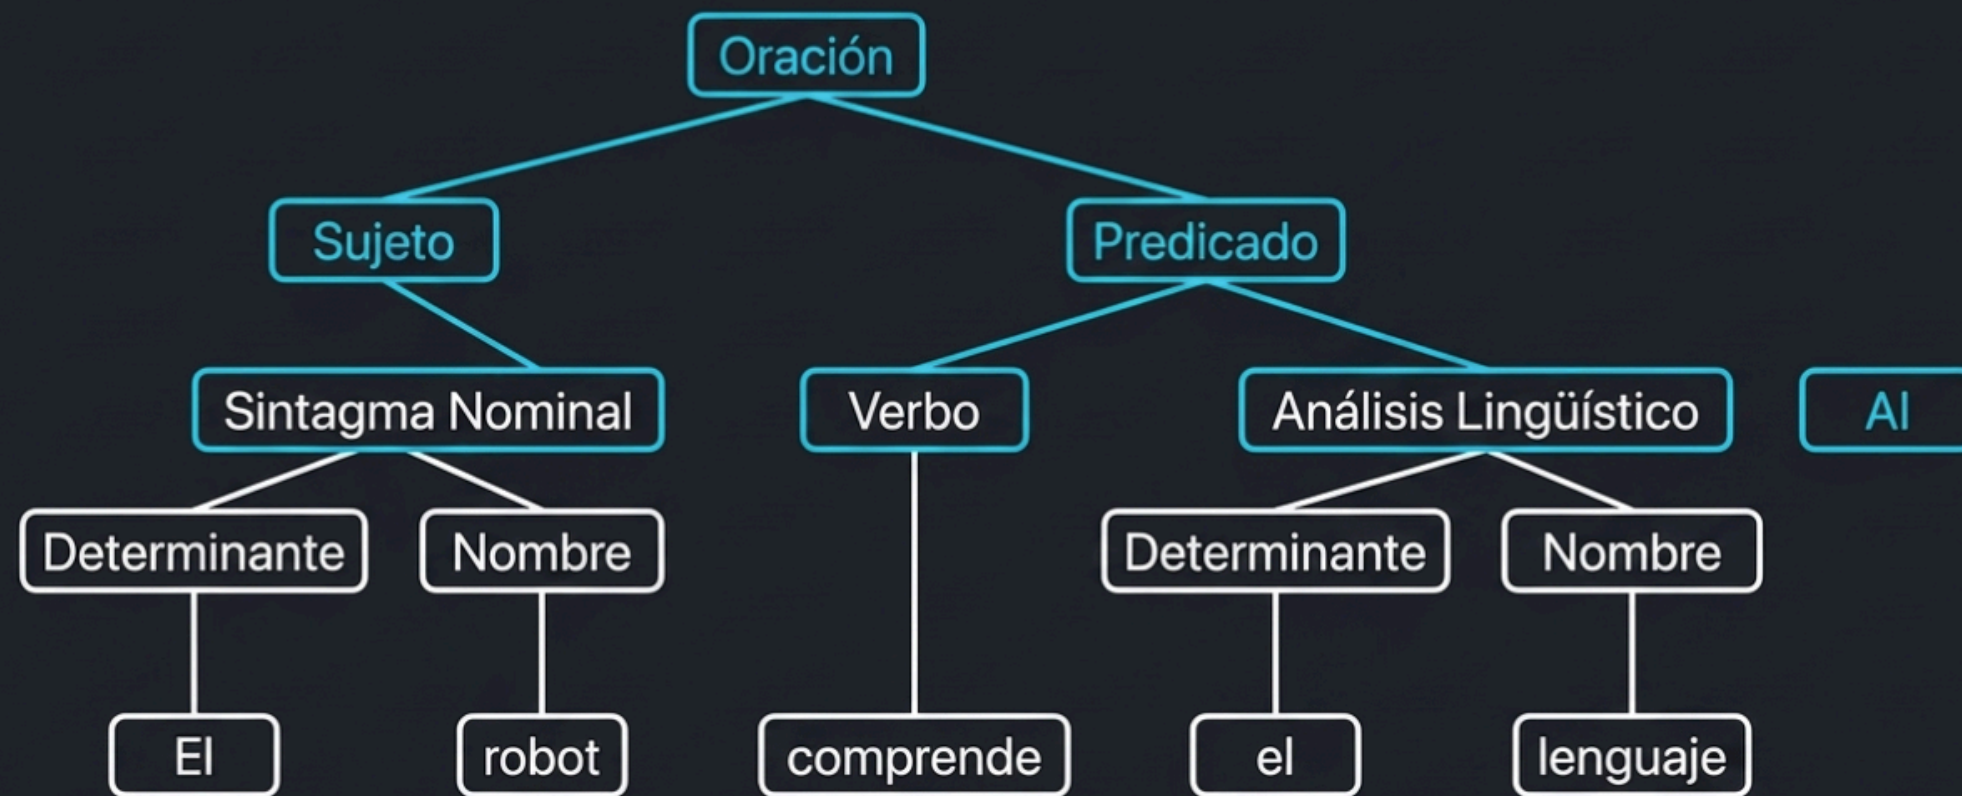 Oración
Sujeto
Predicado
Sintagma Nominal
Verbo
Análisis Lingüístico
AI
Determinante
Nombre
Determinante
Nombre
El
robot
comprende
el
lenguaje